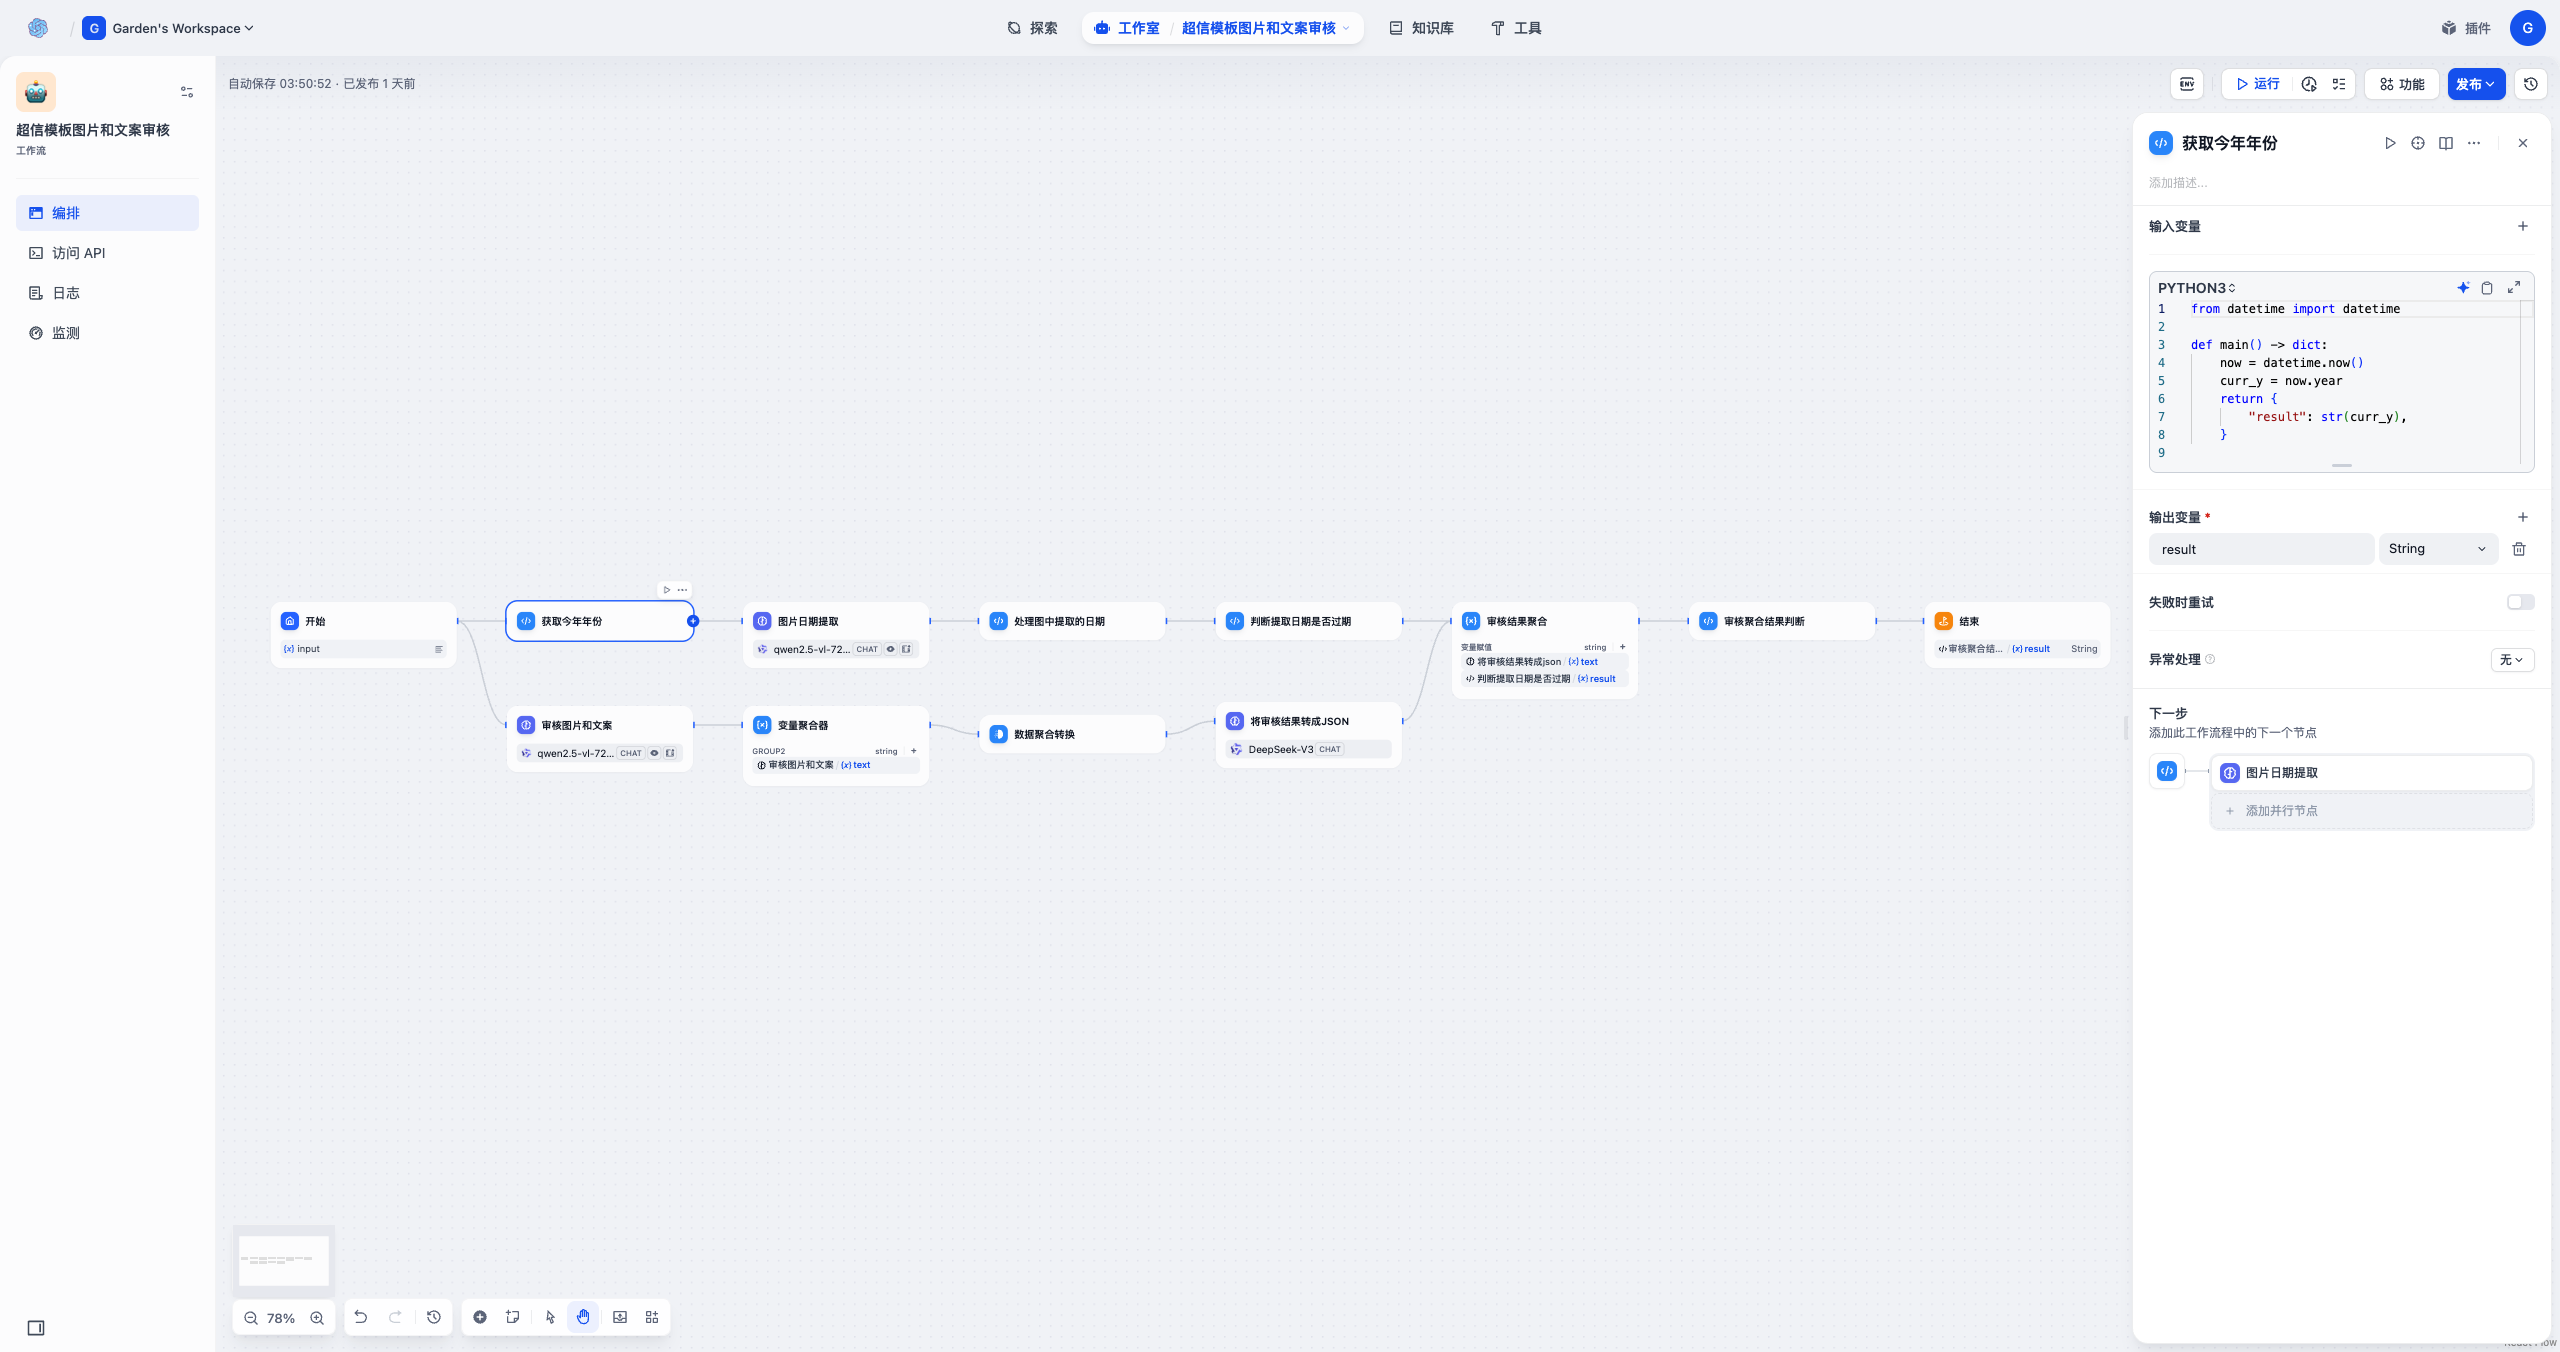 G Garden's Workspace
探索
工作室 / 超信模板图片和文案审核
知识库
工具
插件
G
超信模板图片和文案审核
工作流
编排
访问 API
日志
监测
自动保存 03:50:52 · 已发布 1 天前
ENV
运行
功能
发布
开始
{x} input
获取今年年份
图片日期提取
qwen2.5-vl-72... CHAT
处理图中提取的日期
判断提取日期是否过期
审核结果聚合
变量赋值 string +
将审核结果转成json / {x} text
判断提取日期是否过期 / {x} result
审核聚合结果判断
结束
审核聚合结... / {x} result String
审核图片和文案
qwen2.5-vl-72... CHAT
变量聚合器
GROUP2 string +
审核图片和文案 / {x} text
数据聚合转换
将审核结果转成JSON
DeepSeek-V3 CHAT
78%
获取今年年份
添加描述...
输入变量
PYTHON3
1 from datetime import datetime
2
3 def main() -> dict:
4 now = datetime.now()
5 curr_y = now.year
6 return {
7 "result": str(curr_y),
8 }
9
输出变量 *
result String
失败时重试
异常处理 无
下一步
添加此工作流程中的下一个节点
图片日期提取
+ 添加并行节点